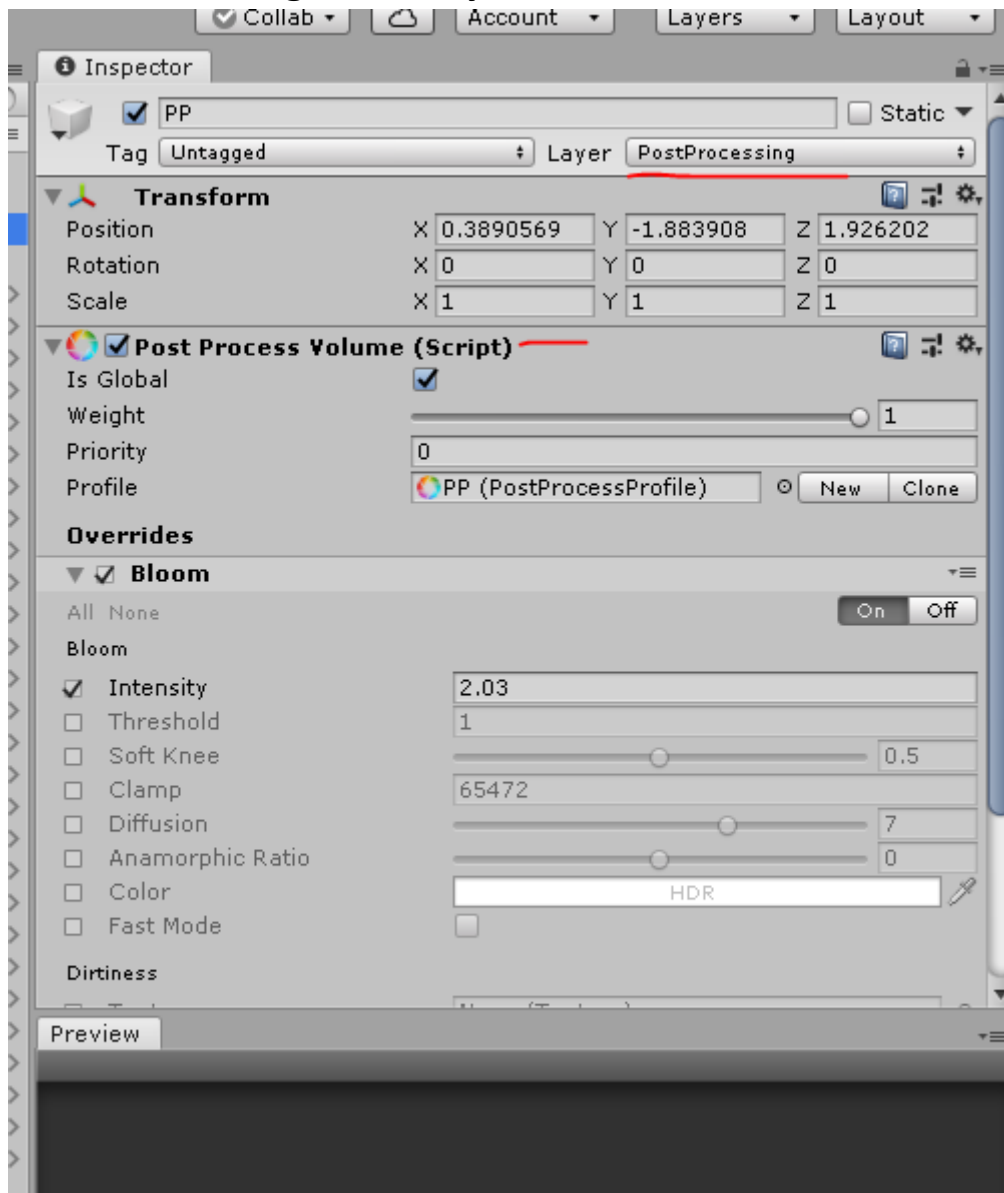 Collab Account Layers Layout
Inspector
PP Static
Tag Untagged Layer PostProcessing
Transform
Position X 0.3890569 Y -1.883908 Z 1.926202
Rotation X 0 Y 0 Z 0
Scale X 1 Y 1 Z 1
Post Process Volume (Script)
Is Global
Weight 1
Priority 0
Profile PP (PostProcessProfile) New Clone
Overrides
Bloom
All None On Off
Bloom
Intensity 2.03
Threshold 1
Soft Knee 0.5
Clamp 65472
Diffusion 7
Anamorphic Ratio 0
Color HDR
Fast Mode
Dirtiness
Preview